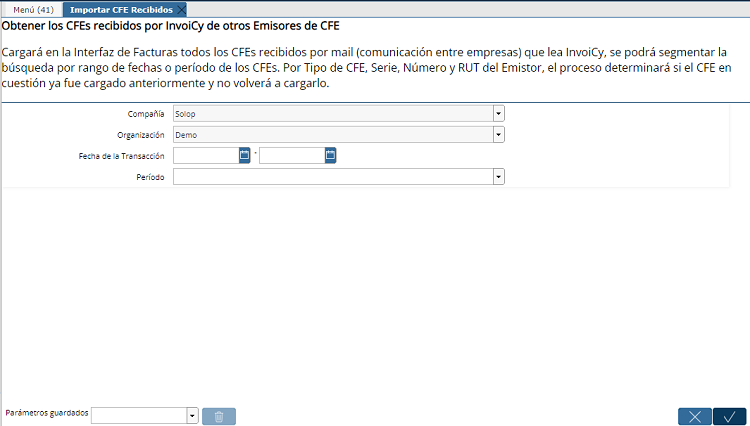 Menú (41) Importar CFE Recibidos
Obtener los CFEs recibidos por InvoiCy de otros Emisores de CFE
Cargará en la Interfaz de Facturas todos los CFEs recibidos por mail (comunicación entre empresas) que lea InvoiCy, se podrá segmentar la
búsqueda por rango de fechas o período de los CFEs. Por Tipo de CFE, Serie, Número y RUT del Emistor, el proceso determinará si el CFE en
cuestión ya fue cargado anteriormente y no volverá a cargarlo.
Compañía Solop
Organización Demo
Fecha de la Transacción -
Período
Parámetros guardados